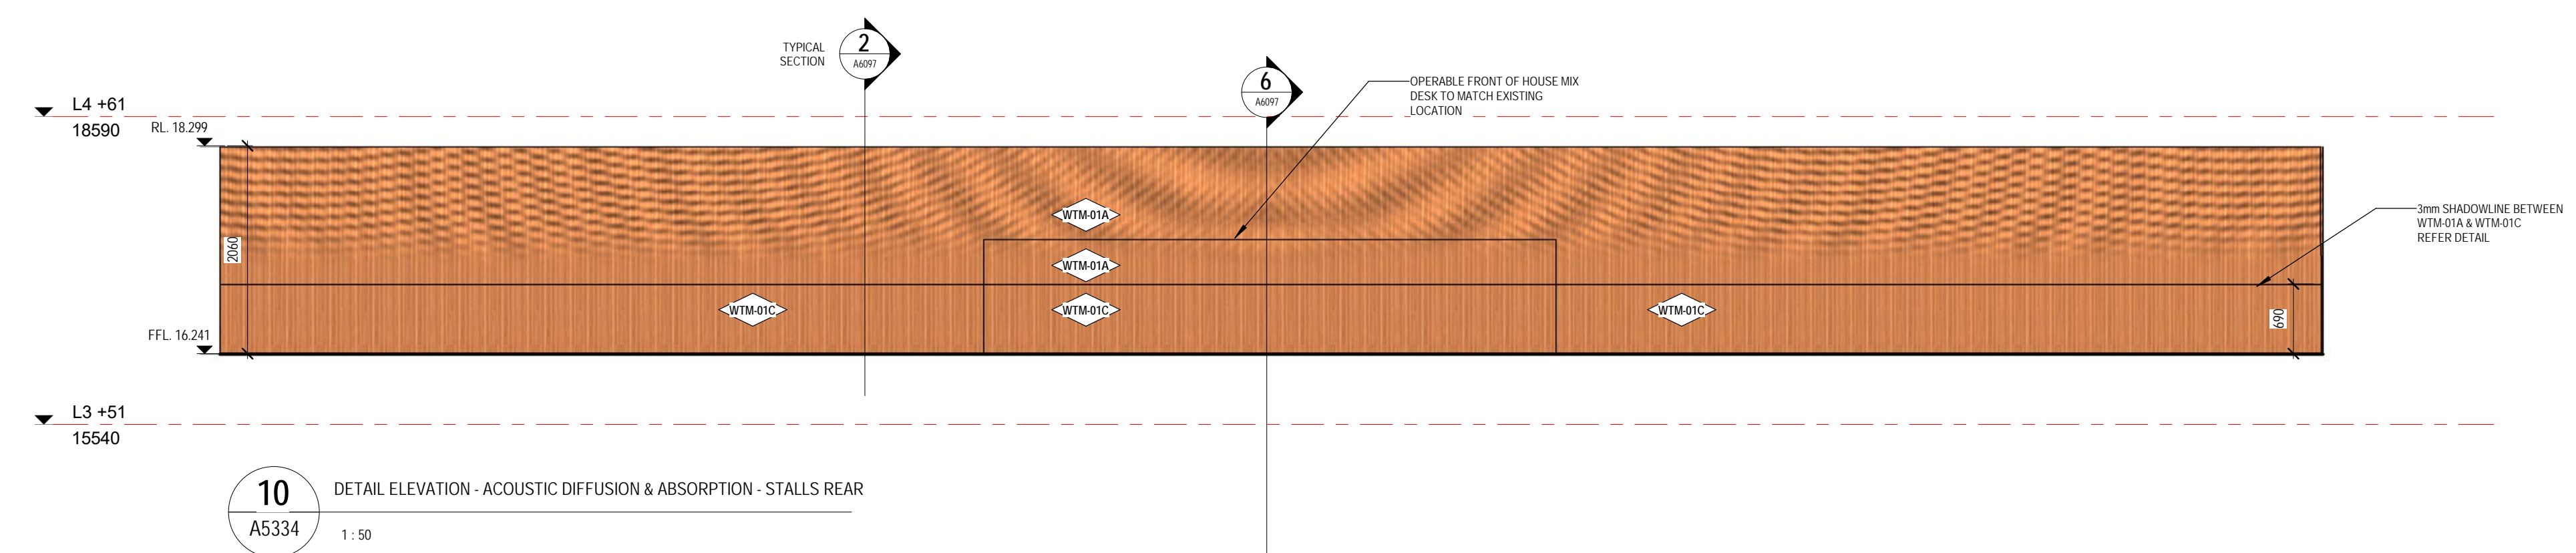 TYPICAL
SECTION
2
A6097
6
A6097
OPERABLE FRONT OF HOUSE MIX
DESK TO MATCH EXISTING
LOCATION
L4 +61
18590
RL. 18.299
2060
WTM-01A
WTM-01A
WTM-01C
WTM-01C
WTM-01C
3mm SHADOWLINE BETWEEN
WTM-01A & WTM-01C
REFER DETAIL
690
FFL. 16.241
L3 +51
15540
10
A5334
DETAIL ELEVATION - ACOUSTIC DIFFUSION & ABSORPTION - STALLS REAR
1 : 50